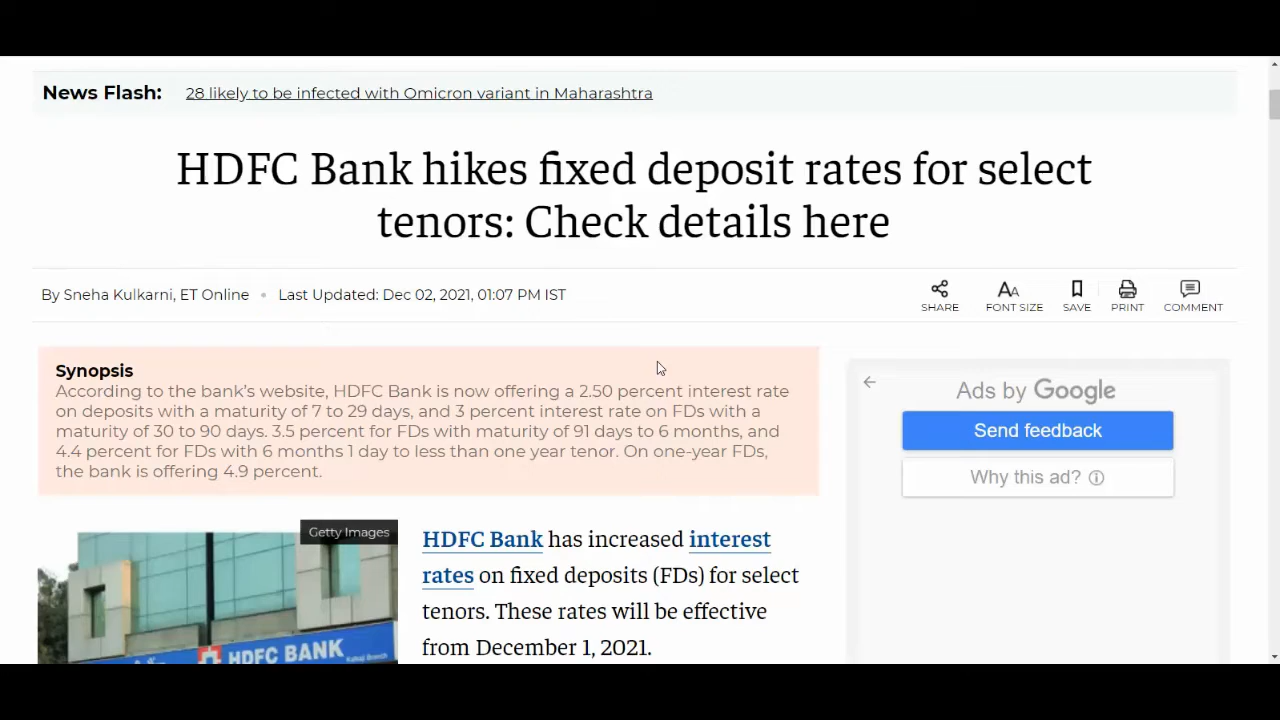 News Flash: 28 likely to be infected with Omicron variant in Maharashtra
HDFC Bank hikes fixed deposit rates for select
tenors: Check details here
By Sneha Kulkarni, ET Online • Last Updated: Dec 02, 2021, 01:07 PM IST
SHARE FONT SIZE SAVE PRINT COMMENT
Synopsis
According to the bank's website, HDFC Bank is now offering a 2.50 percent interest rate
on deposits with a maturity of 7 to 29 days, and 3 percent interest rate on FDs with a
maturity of 30 to 90 days. 3.5 percent for FDs with maturity of 91 days to 6 months, and
4.4 percent for FDs with 6 months 1 day to less than one year tenor. On one-year FDs,
the bank is offering 4.9 percent.
Ads by Google
Send feedback
Why this ad?
Getty Images
HDFC BANK
HDFC Bank has increased interest
rates on fixed deposits (FDs) for select
tenors. These rates will be effective
from December 1, 2021.